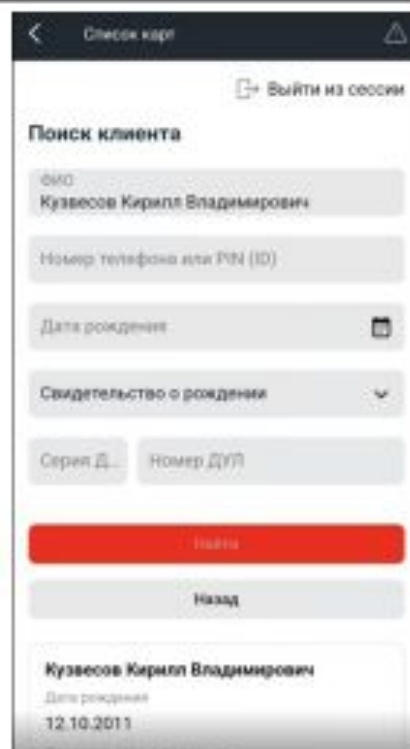 Список карт
Выйти из сессии
Поиск клиента
ФИО
Кузвесов Кирилл Владимирович
Номер телефона или PIN (ID)
Дата рождения
Свидетельство о рождении
Серия Д... Номер ДУЛ
Найти
Назад
Кузвесов Кирилл Владимирович
Дата рождения
12.10.2011